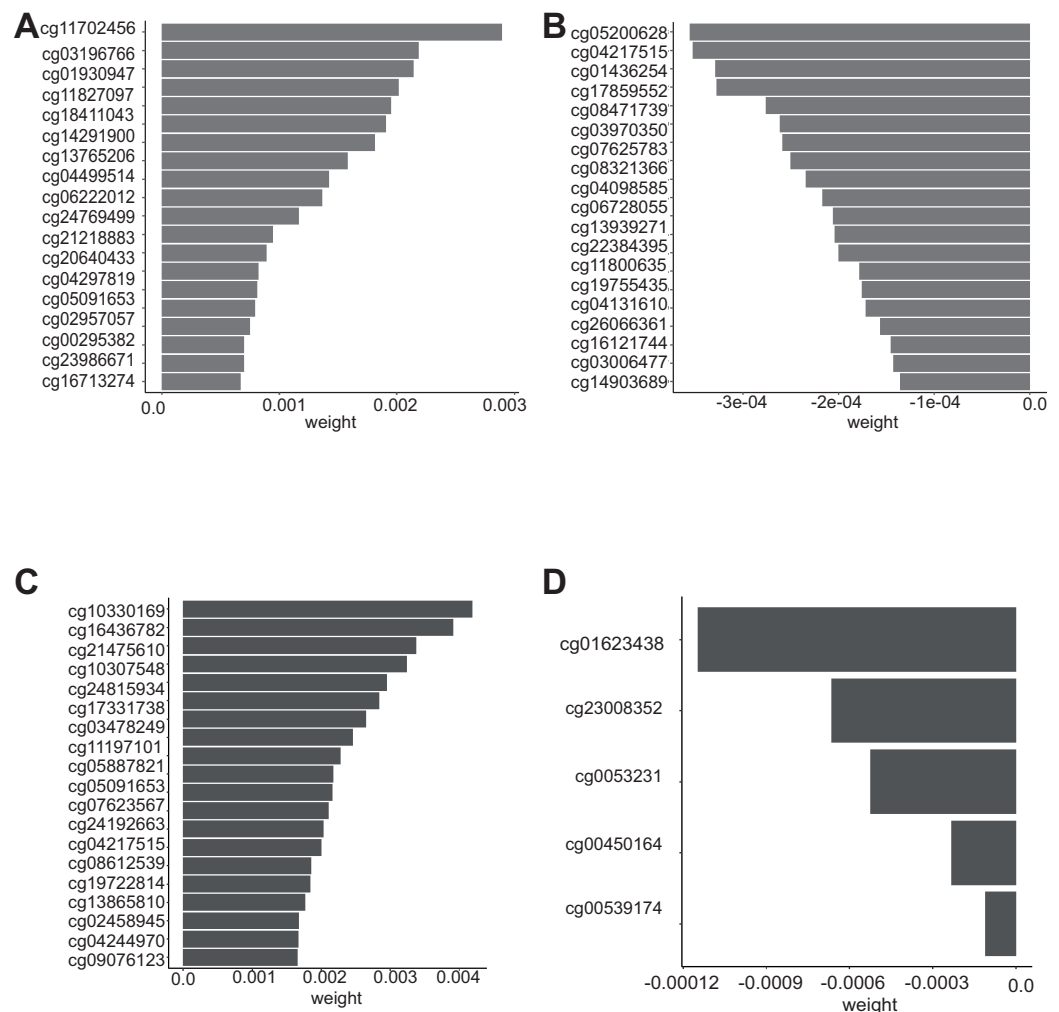 A
cg11702456
cg03196766
cg01930947
cg11827097
cg18411043
cg14291900
cg13765206
cg04499514
cg06222012
cg24769499
cg21218883
cg20640433
cg04297819
cg05091653
cg02957057
cg00295382
cg23986671
cg16713274
0.0 0.001 0.002 0.003
weight
B
cg05200628
cg04217515
cg01436254
cg17859552
cg08471739
cg03970350
cg07625783
cg08321366
cg04098585
cg06728055
cg13939271
cg22384395
cg11800635
cg19755435
cg04131610
cg26066361
cg16121744
cg03006477
cg14903689
-3e-04 -2e-04 -1e-04 0.0
weight
C
cg10330169
cg16436782
cg21475610
cg10307548
cg24815934
cg17331738
cg03478249
cg11197101
cg05887821
cg05091653
cg07623567
cg24192663
cg04217515
cg08612539
cg19722814
cg13865810
cg02458945
cg04244970
cg09076123
0.0 0.001 0.002 0.003 0.004
weight
D
cg01623438
cg23008352
cg0053231
cg00450164
cg00539174
-0.00012 -0.0009 -0.0006 -0.0003 0.0
weight